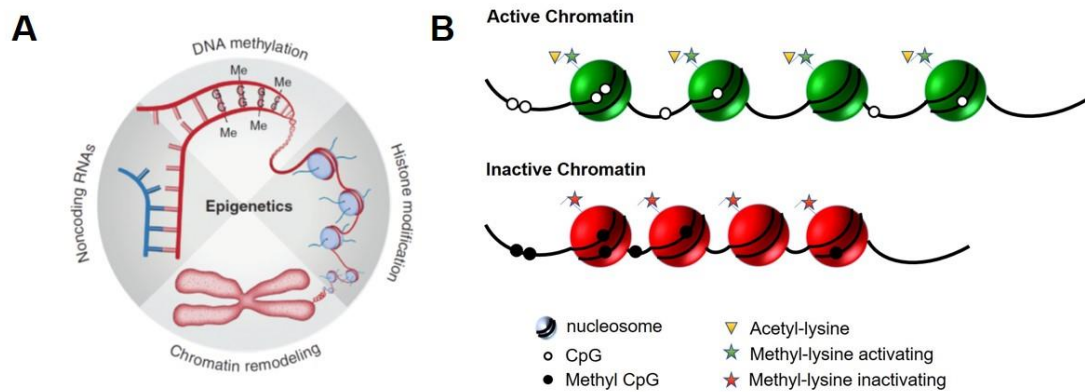 A
DNA methylation
Me
Me
Me
Me
G
G
G
C
C
G
C
Noncoding RNAs
Epigenetics
Histone modification
Chromatin remodeling
B
Active Chromatin
Inactive Chromatin
nucleosome
CpG
Methyl CpG
Acetyl-lysine
Methyl-lysine activating
Methyl-lysine inactivating